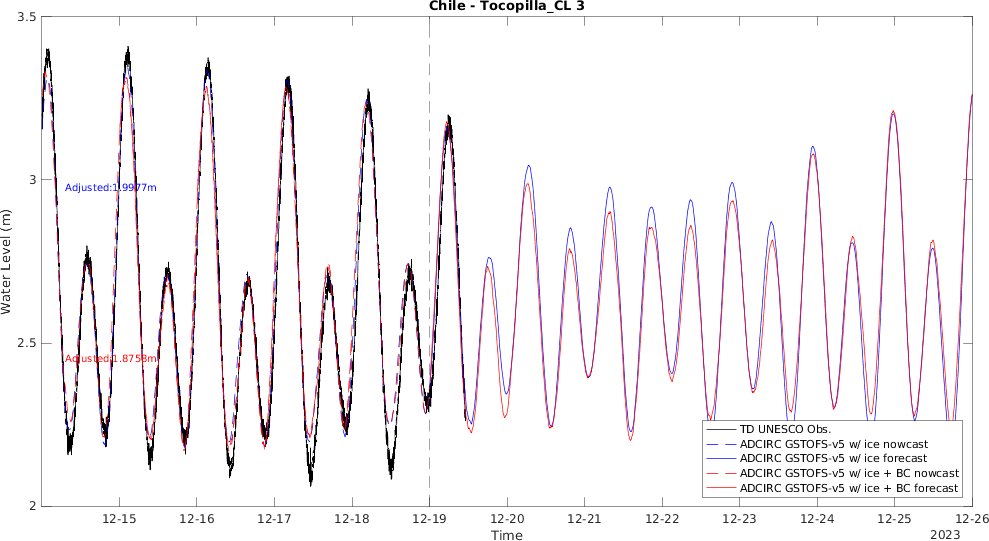 Chile - Tocopilla_CL 3
3.5
3
2.5
2
Water Level (m)
Adjusted:1.9977m
Adjusted:1.8758m
TD UNESCO Obs.
ADCIRC GSTOFS-v5 w/ ice nowcast
ADCIRC GSTOFS-v5 w/ ice forecast
ADCIRC GSTOFS-v5 w/ ice + BC nowcast
ADCIRC GSTOFS-v5 w/ ice + BC forecast
12-15 12-16 12-17 12-18 12-19 12-20 12-21 12-22 12-23 12-24 12-25 12-26
Time
2023